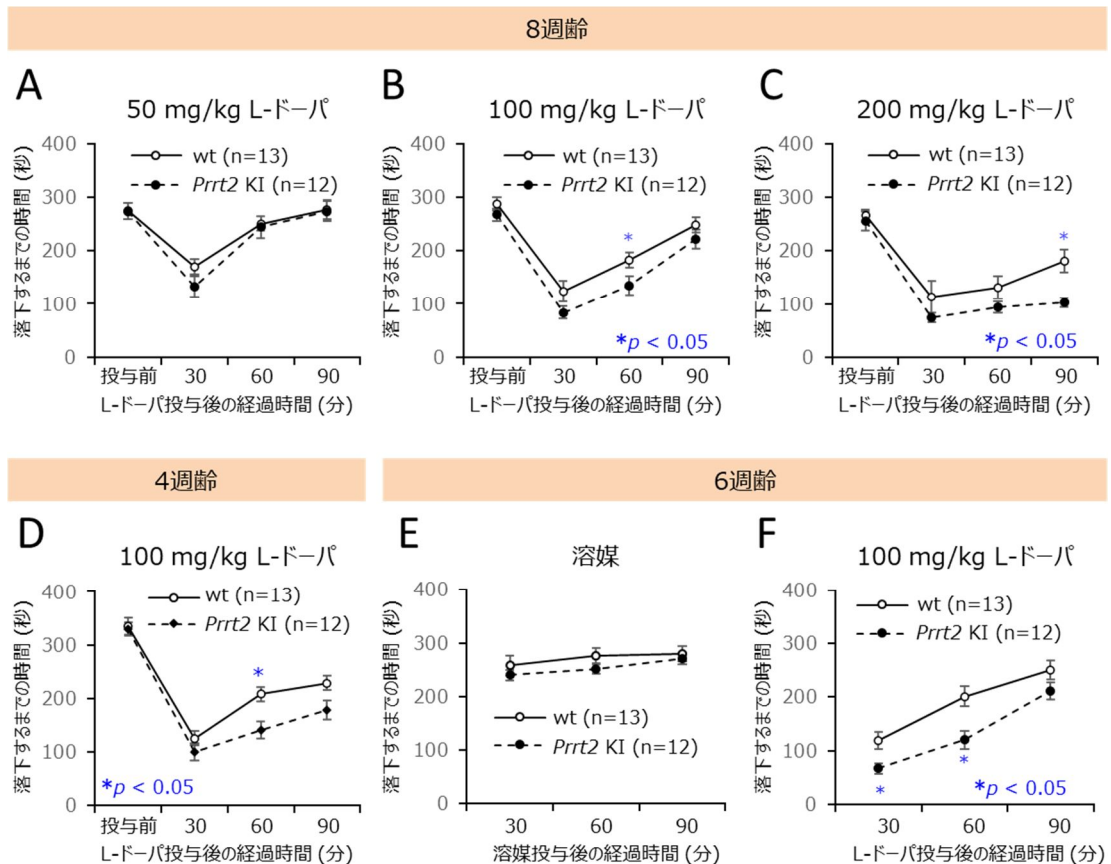 8週齢
A
50 mg/kg L-ドーパ
落下するまでの時間 (秒)
400
300
200
100
0
wt (n=13)
Prrt2 KI (n=12)
投与前 30 60 90
L-ドーパ投与後の経過時間 (分)
B
100 mg/kg L-ドーパ
落下するまでの時間 (秒)
400
300
200
100
0
wt (n=13)
Prrt2 KI (n=12)
*
*p < 0.05
投与前 30 60 90
L-ドーパ投与後の経過時間 (分)
C
200 mg/kg L-ドーパ
落下するまでの時間 (秒)
400
300
200
100
0
wt (n=13)
Prrt2 KI (n=12)
*
*p < 0.05
投与前 30 60 90
L-ドーパ投与後の経過時間 (分)
4週齢
D
100 mg/kg L-ドーパ
落下するまでの時間 (秒)
400
300
200
100
0
wt (n=13)
Prrt2 KI (n=12)
*
*p < 0.05
投与前 30 60 90
L-ドーパ投与後の経過時間 (分)
6週齢
E
溶媒
落下するまでの時間 (秒)
400
300
200
100
0
wt (n=13)
Prrt2 KI (n=12)
30 60 90
溶媒投与後の経過時間 (分)
F
100 mg/kg L-ドーパ
落下するまでの時間 (秒)
400
300
200
100
0
wt (n=13)
Prrt2 KI (n=12)
*
*
*p < 0.05
30 60 90
L-ドーパ投与後の経過時間 (分)